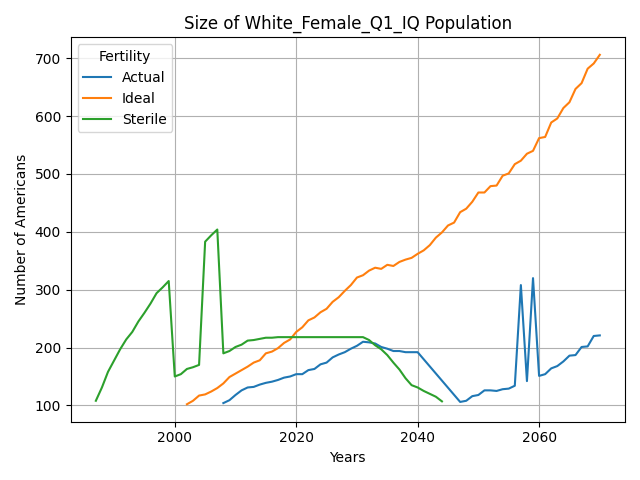 Size of White_Female_Q1_IQ Population
Fertility
Actual
Ideal
Sterile
Number of Americans
700
600
500
400
300
200
100
2000
2020
2040
2060
Years